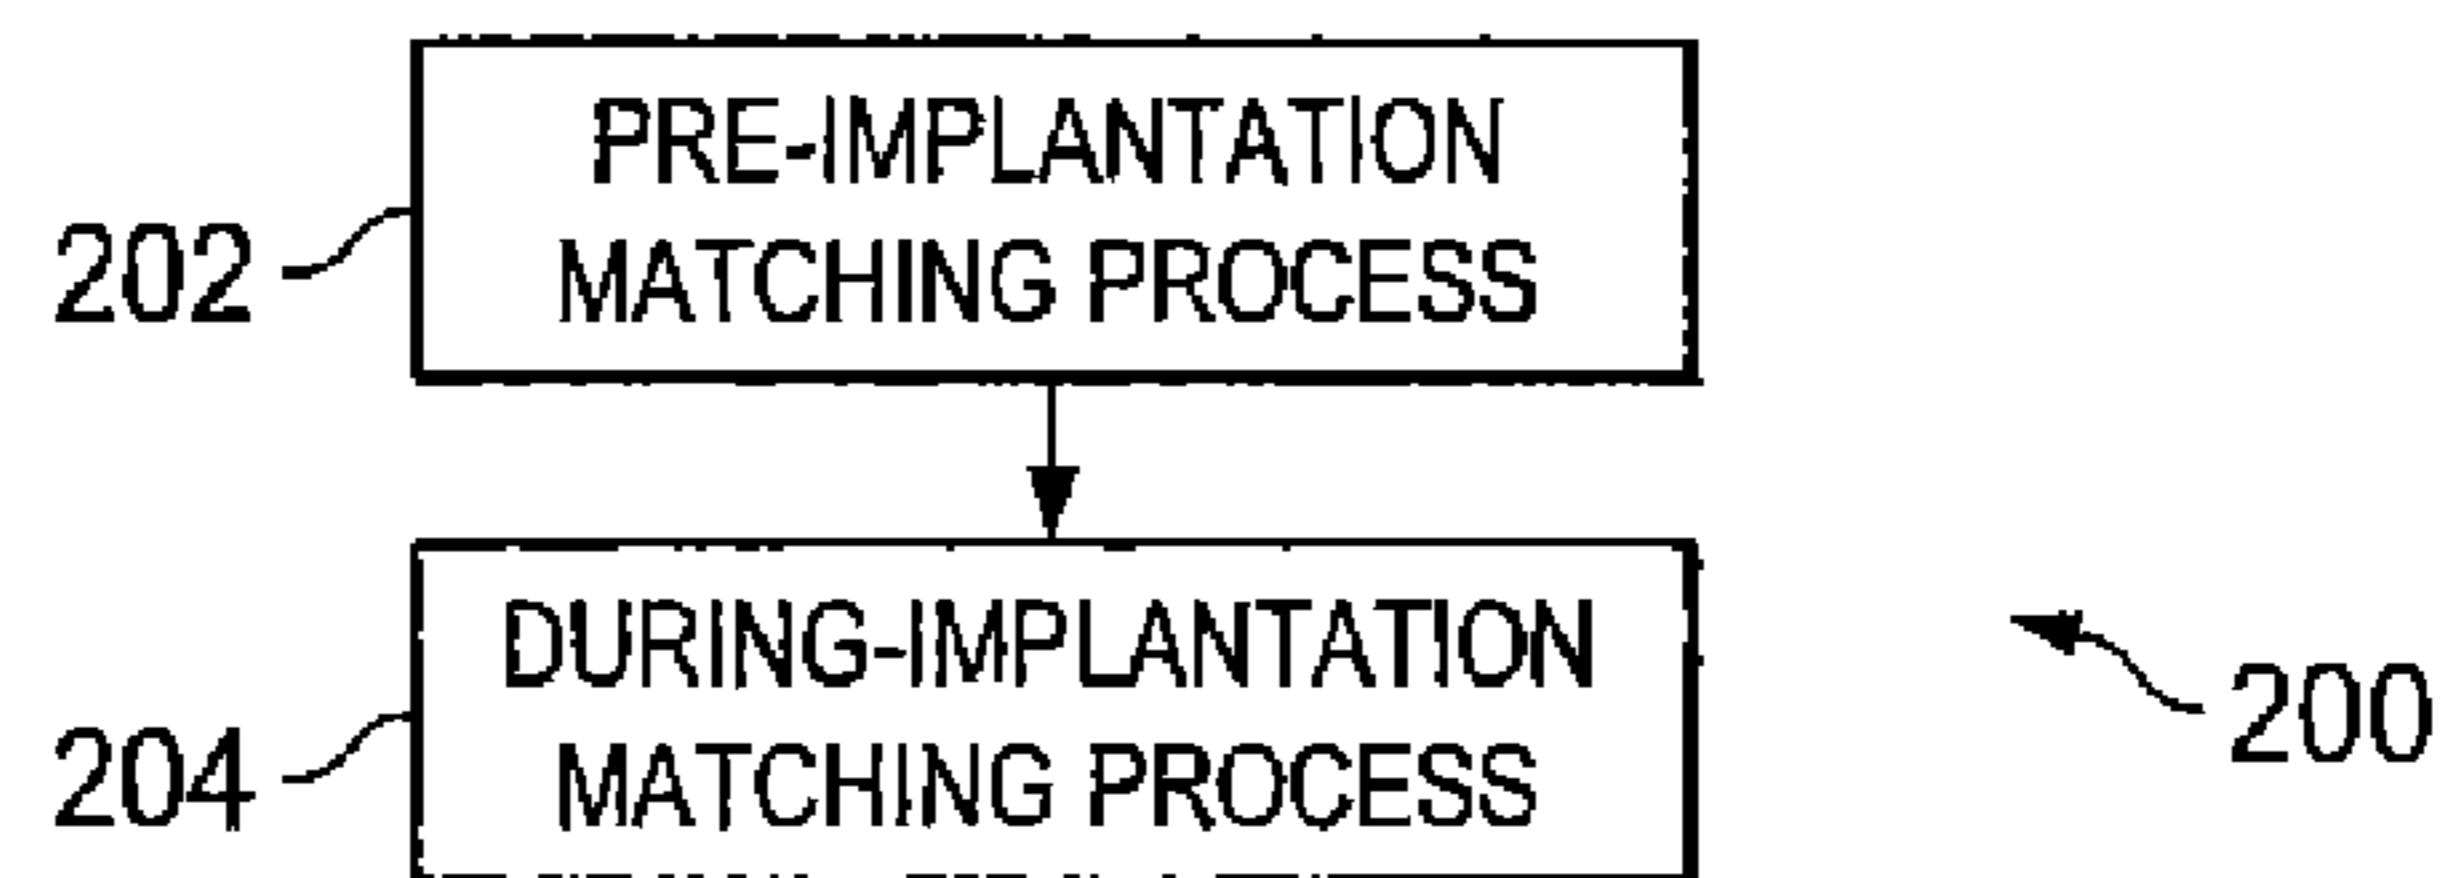 PRE-IMPLANTATION
MATCHING PROCESS
202
DURING-IMPLANTATION
MATCHING PROCESS
204
200